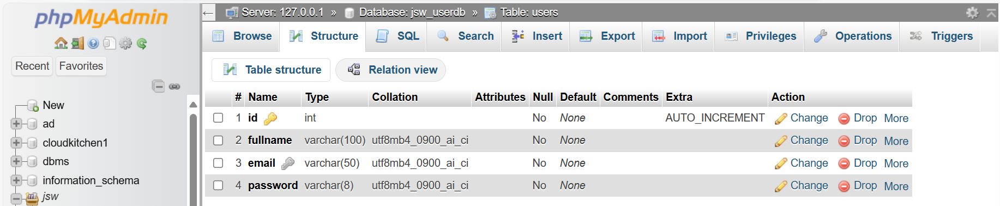 phpMyAdmin
Recent Favorites
New
ad
cloudkitchen1
dbms
information_schema
jsw
Server: 127.0.0.1 » Database: jsw_userdb » Table: users
Browse Structure SQL Search Insert Export Import Privileges Operations Triggers
Table structure Relation view
# Name Type Collation Attributes Null Default Comments Extra Action
1 id int No None AUTO_INCREMENT Change Drop More
2 fullname varchar(100) utf8mb4_0900_ai_ci No None Change Drop More
3 email varchar(50) utf8mb4_0900_ai_ci No None Change Drop More
4 password varchar(8) utf8mb4_0900_ai_ci No None Change Drop More